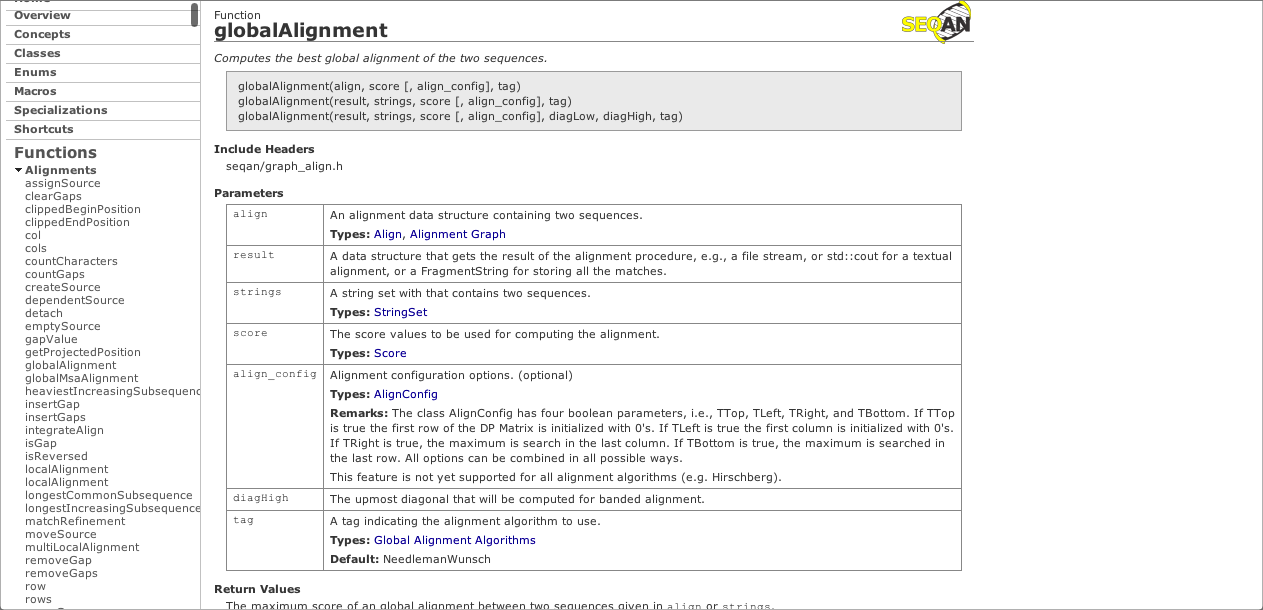 Overview
Concepts
Classes
Enums
Macros
Specializations
Shortcuts
Functions
Alignments
assignSource
clearGaps
clippedBeginPosition
clippedEndPosition
col
cols
countCharacters
countGaps
createSource
dependentSource
detach
emptySource
gapValue
getProjectedPosition
globalAlignment
globalMsaAlignment
heaviestIncreasingSubsequenc
insertGap
insertGaps
integrateAlign
isGap
isReversed
localAlignment
localAlignment
longestCommonSubsequence
longestIncreasingSubsequence
matchRefinement
moveSource
multiLocalAlignment
removeGap
removeGaps
row
rows
Function
globalAlignment
SEQAN
Computes the best global alignment of the two sequences.
globalAlignment(align, score [, align_config], tag)
globalAlignment(result, strings, score [, align_config], tag)
globalAlignment(result, strings, score [, align_config], diagLow, diagHigh, tag)
Include Headers
seqan/graph_align.h
Parameters
align
An alignment data structure containing two sequences.
Types: Align, Alignment Graph
result
A data structure that gets the result of the alignment procedure, e.g., a file stream, or std::cout for a textual
alignment, or a FragmentString for storing all the matches.
strings
A string set with that contains two sequences.
Types: StringSet
score
The score values to be used for computing the alignment.
Types: Score
align_config
Alignment configuration options. (optional)
Types: AlignConfig
Remarks: The class AlignConfig has four boolean parameters, i.e., TTop, TLeft, TRight, and TBottom. If TTop
is true the first row of the DP Matrix is initialized with 0's. If TLeft is true the first column is initialized with 0's.
If TRight is true, the maximum is search in the last column. If TBottom is true, the maximum is searched in
the last row. All options can be combined in all possible ways.
This feature is not yet supported for all alignment algorithms (e.g. Hirschberg).
diagHigh
The upmost diagonal that will be computed for banded alignment.
tag
A tag indicating the alignment algorithm to use.
Types: Global Alignment Algorithms
Default: NeedlemanWunsch
Return Values
The maximum score of an global alignment between two sequences given in align or strings.